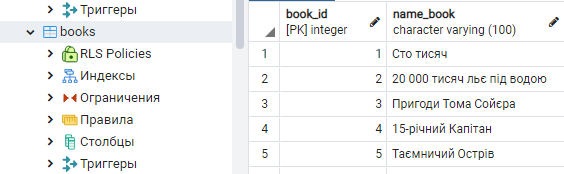 Триггеры
books
RLS Policies
Индексы
Ограничения
Правила
Столбцы
Триггеры
book_id name_book
[PK] integer character varying (100)
1 1 Сто тисяч
2 2 20 000 тисяч льє під водою
3 3 Пригоди Тома Сойєра
4 4 15-річний Капітан
5 5 Таємничий Острів